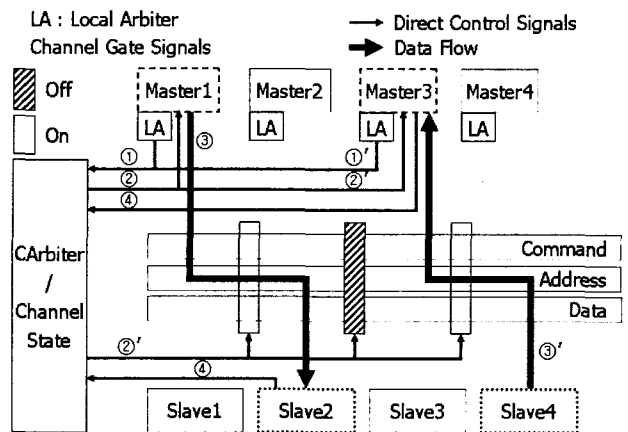 LA : Local Arbiter
Direct Control Signals
Channel Gate Signals
Data Flow
Off
On
Master1
Master2
Master3
Master4
LA
LA
LA
LA
③
①
①′
②
②′
④
CArbiter
/
Channel
State
Command
Address
Data
②′
④
③′
Slave1
Slave2
Slave3
Slave4